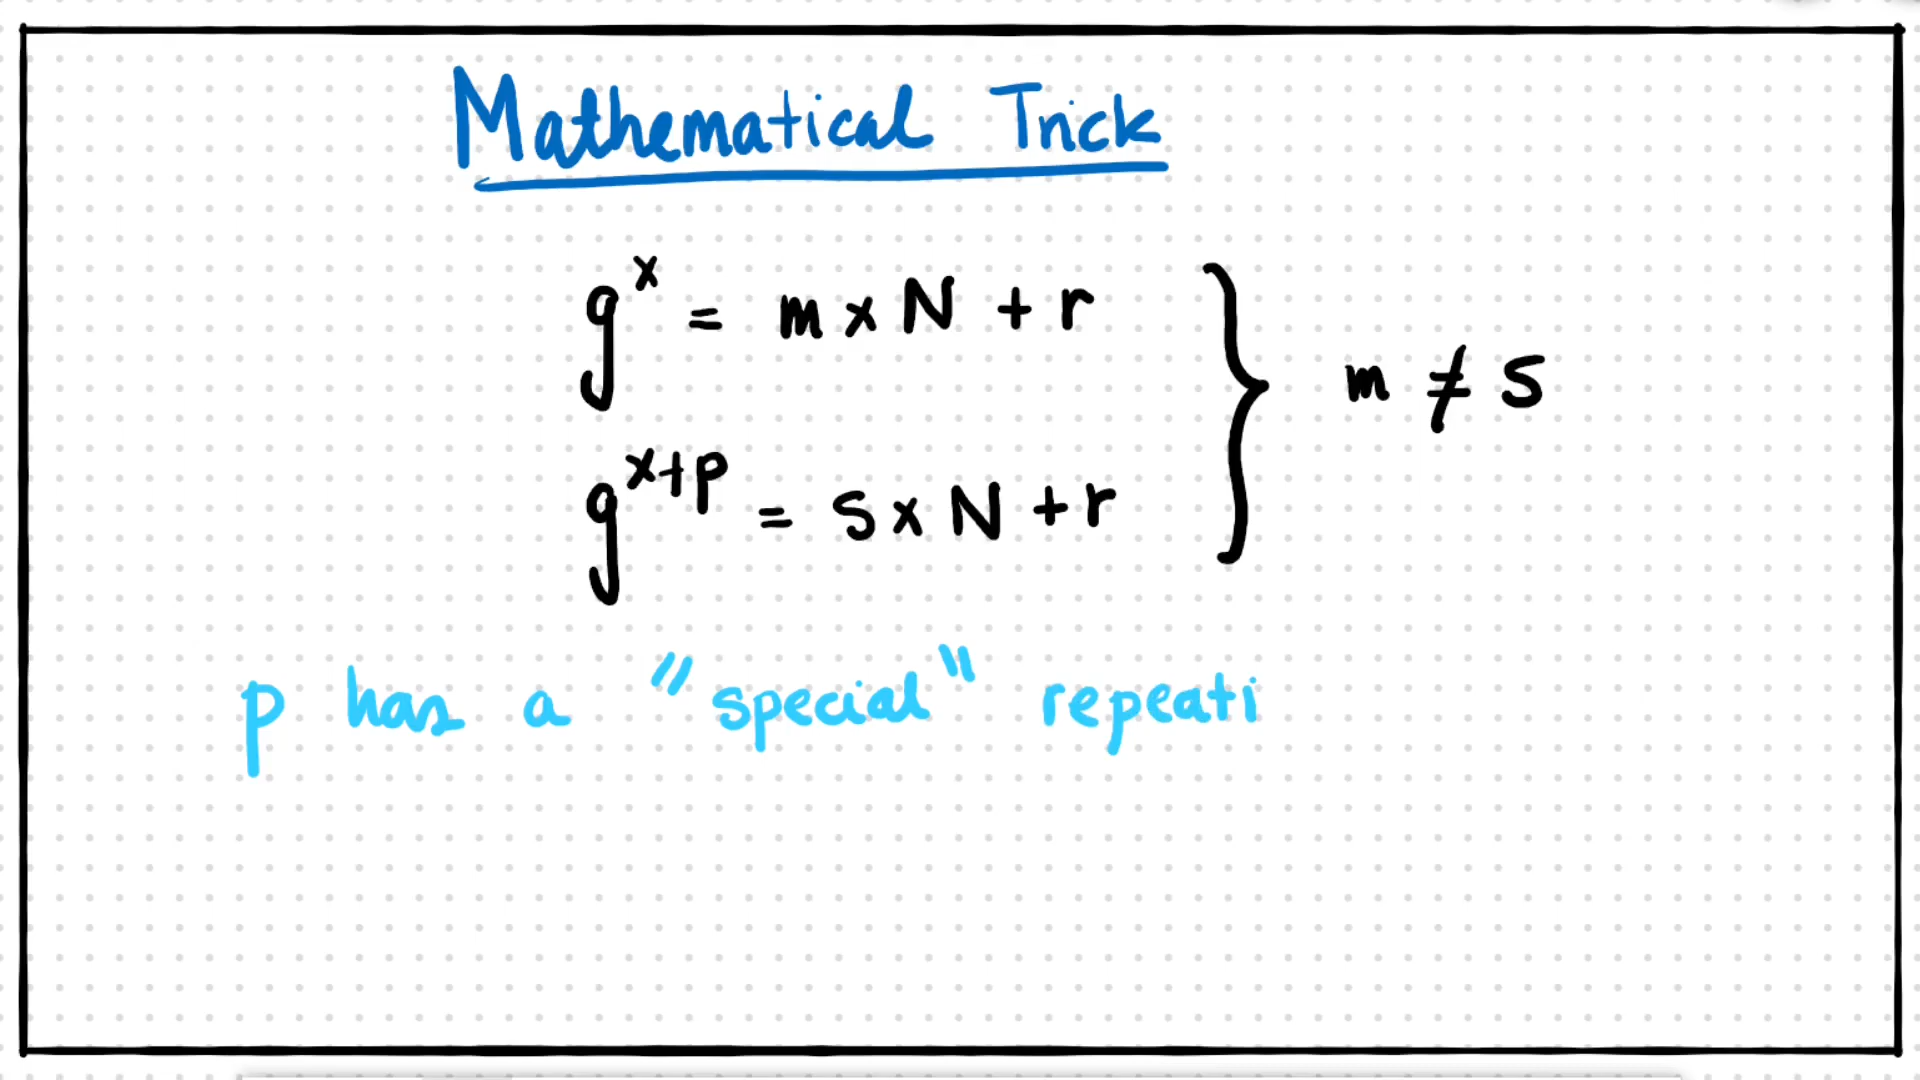 Mathematical Trick
g^x = m × N + r
m ≠ s
g^{x+p} = s × N + r
p has a "special" repeati